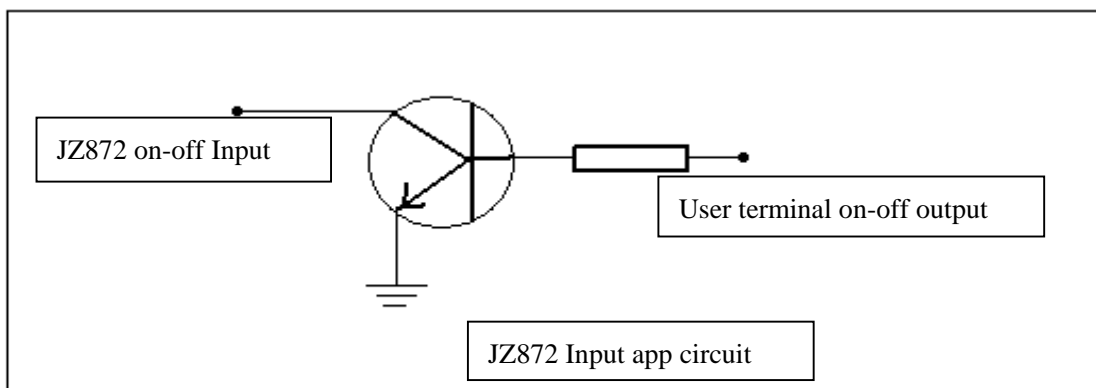 JZ872 on-off Input
User terminal on-off output
JZ872 Input app circuit